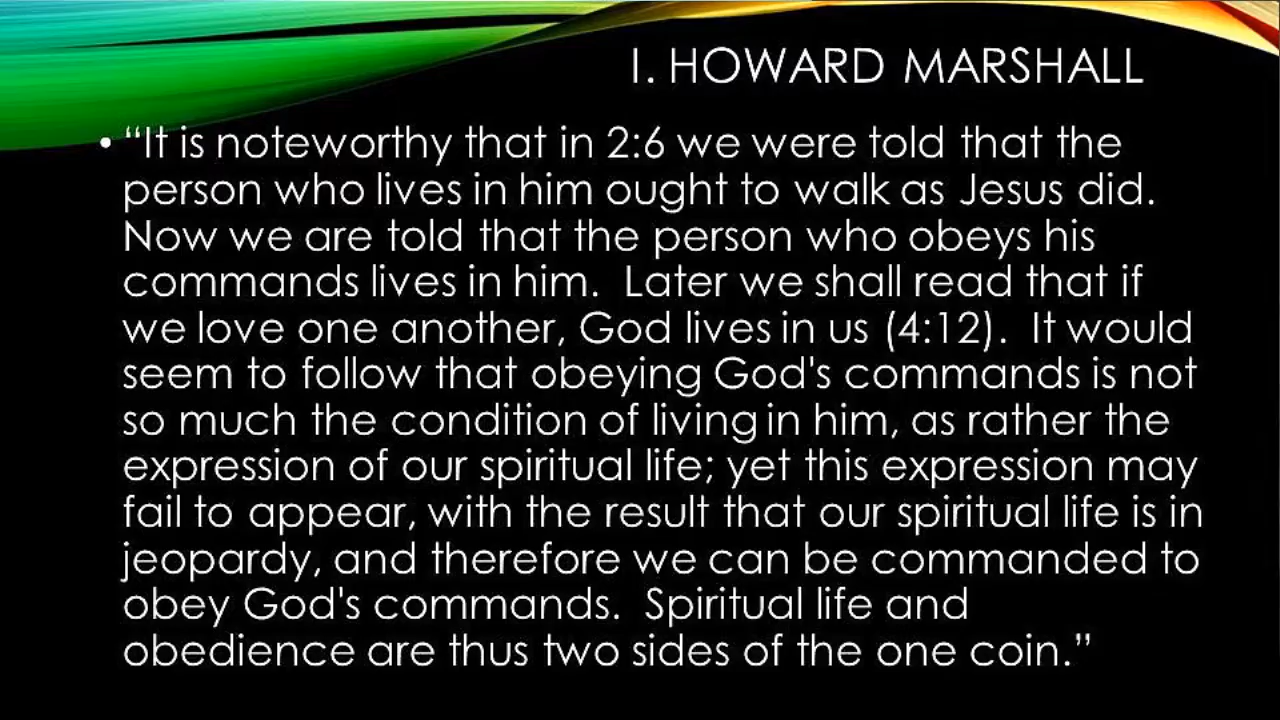 I. HOWARD MARSHALL
• “It is noteworthy that in 2:6 we were told that the
person who lives in him ought to walk as Jesus did.
Now we are told that the person who obeys his
commands lives in him.  Later we shall read that if
we love one another, God lives in us (4:12).  It would
seem to follow that obeying God's commands is not
so much the condition of living in him, as rather the
expression of our spiritual life; yet this expression may
fail to appear, with the result that our spiritual life is in
jeopardy, and therefore we can be commanded to
obey God's commands.  Spiritual life and
obedience are thus two sides of the one coin.”